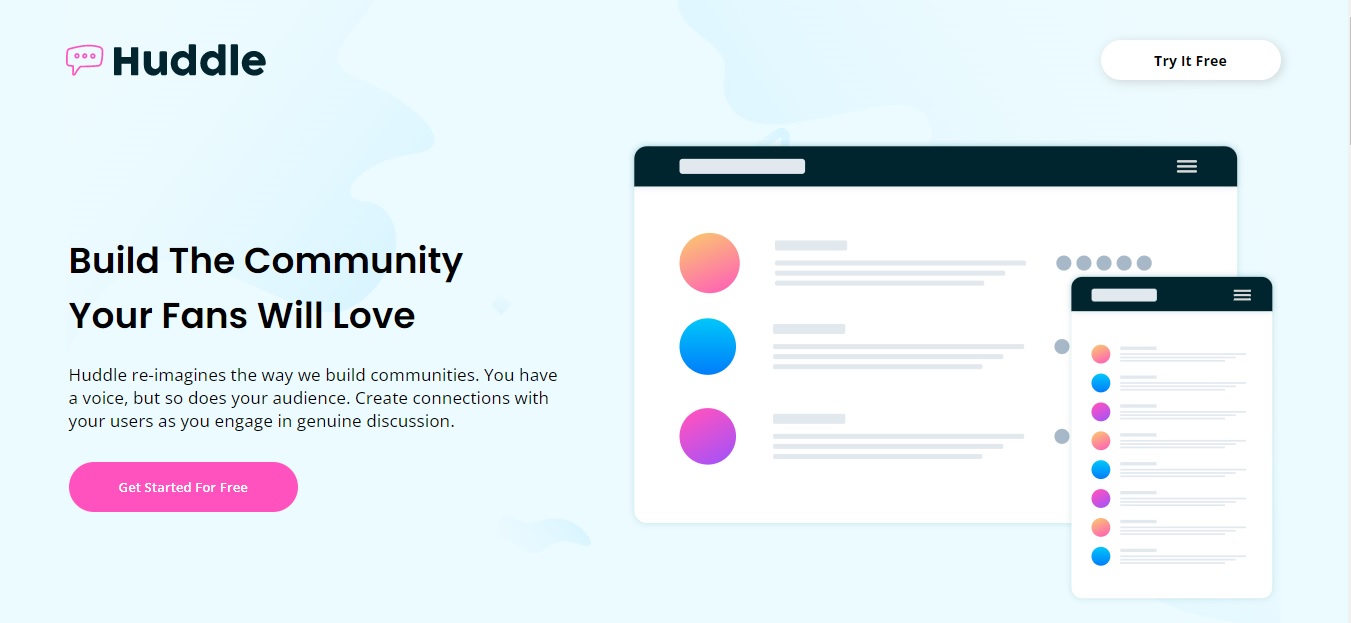 Huddle
Try It Free
Build The Community
Your Fans Will Love
Huddle re-imagines the way we build communities. You have
a voice, but so does your audience. Create connections with
your users as you engage in genuine discussion.
Get Started For Free